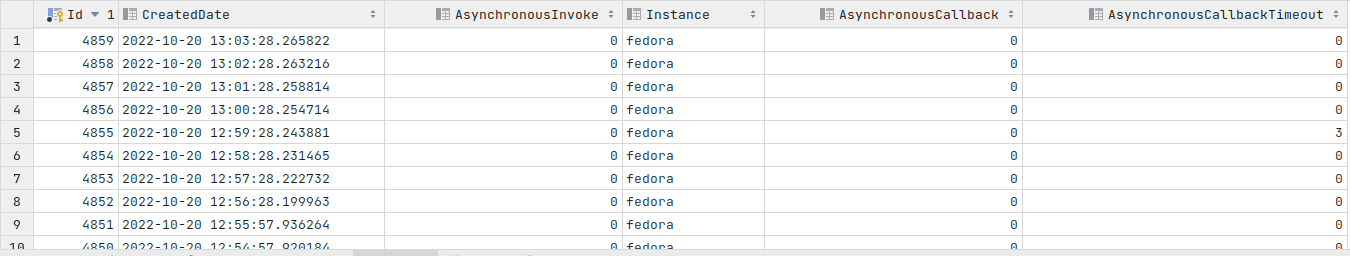 Id 1 CreatedDate AsynchronousInvoke Instance AsynchronousCallback AsynchronousCallbackTimeout
1 4859 2022-10-20 13:03:28.265822 0 fedora 0 0
2 4858 2022-10-20 13:02:28.263216 0 fedora 0 0
3 4857 2022-10-20 13:01:28.258814 0 fedora 0 0
4 4856 2022-10-20 13:00:28.254714 0 fedora 0 0
5 4855 2022-10-20 12:59:28.243881 0 fedora 0 3
6 4854 2022-10-20 12:58:28.231465 0 fedora 0 0
7 4853 2022-10-20 12:57:28.222732 0 fedora 0 0
8 4852 2022-10-20 12:56:28.199963 0 fedora 0 0
9 4851 2022-10-20 12:55:57.936264 0 fedora 0 0
10 4850 2022-10-20 12:54:57.920184 0 fedora 0 0